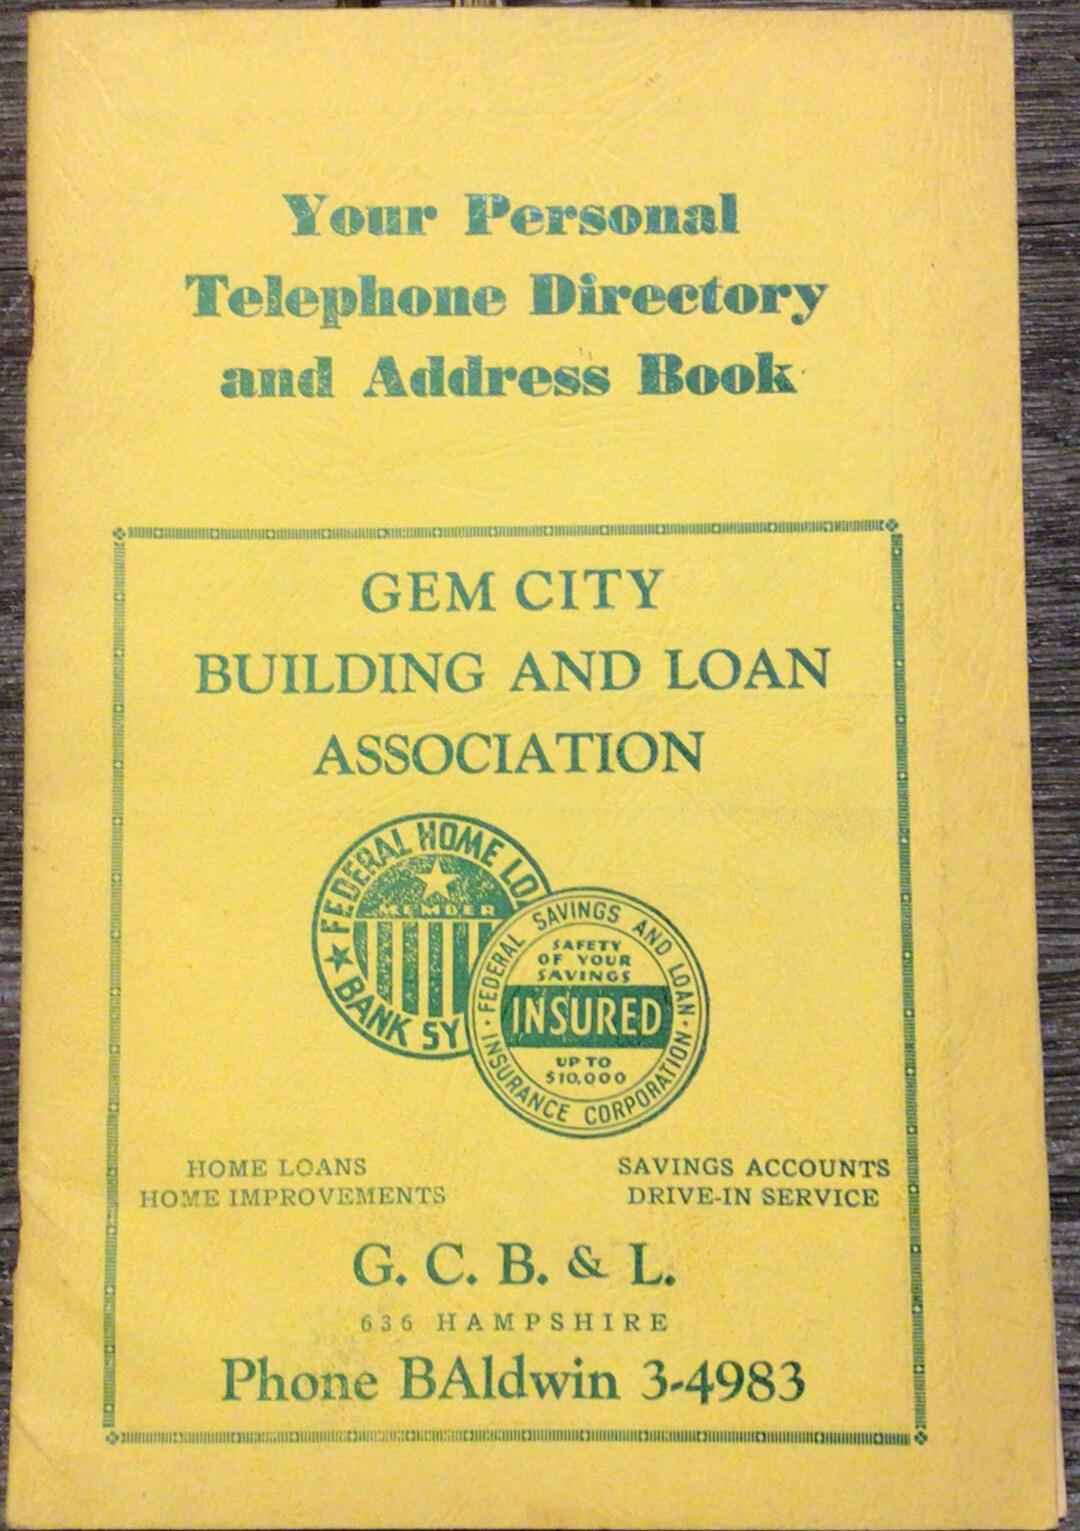 Your Personal
Telephone Directory
and Address Book
GEM CITY
BUILDING AND LOAN
ASSOCIATION
FEDERAL HOME LO
MEMBER
BANK SY
FEDERAL SAVINGS AND LOAN
INSURANCE CORPORATION
SAFETY
OF YOUR
SAVINGS
INSURED
UP TO
$10,000
HOME LOANS
HOME IMPROVEMENTS
SAVINGS ACCOUNTS
DRIVE-IN SERVICE
G. C. B. & L.
636 HAMPSHIRE
Phone BAldwin 3-4983